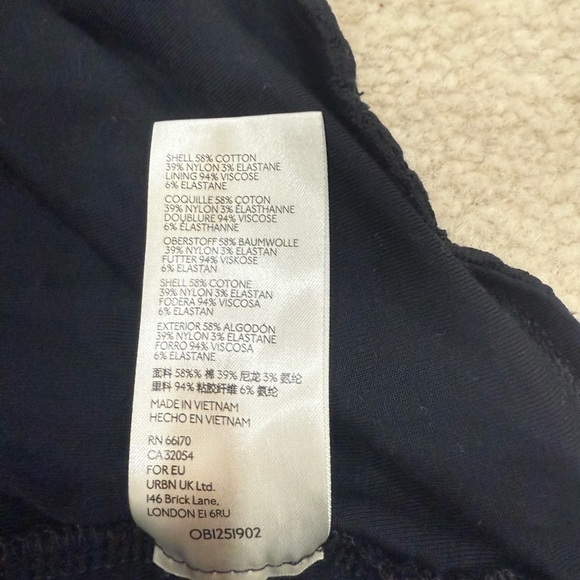 SHELL 58% COTTON
39% NYLON 3% ELASTANE
LINING 94% VISCOSE
6% ELASTANE
COQUILLE 58% COTON
39% NYLON 3% ÉLASTHANNE
DOUBLURE 94% VISCOSE
6% ÉLASTHANNE
OBERSTOFF 58% BAUMWOLLE
39% NYLON 3% ELASTAN
FUTTER 94% VISKOSE
6% ELASTAN
SHELL 58% COTONE
39% NYLON 3% ELASTAN
FODERA 94% VISCOSA
6% ELASTAN
EXTERIOR 58% ALGODÓN
39% NYLON 3% ELASTANE
FORRO 94% VISCOSA
6% ELASTANE
面料 58%% 棉 39% 尼龙 3% 氨纶
里料 94% 粘胶纤维 6% 氨纶
MADE IN VIETNAM
HECHO EN VIETNAM
RN 66170
CA 32054
FOR EU
URBN UK Ltd.
146 Brick Lane,
LONDON E1 6RU
OB1251902